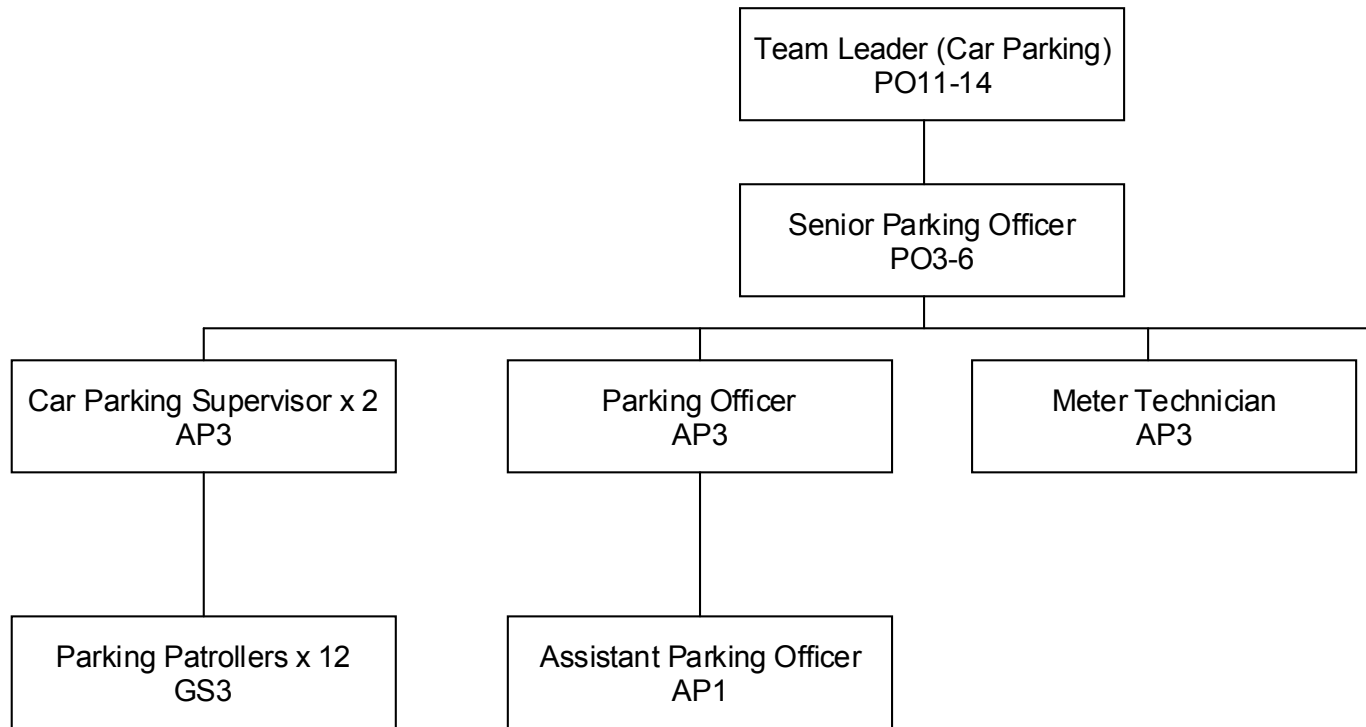 Team Leader (Car Parking)
PO11-14
Senior Parking Officer
PO3-6
Car Parking Supervisor x 2
AP3
Parking Officer
AP3
Meter Technician
AP3
Parking Patrollers x 12
GS3
Assistant Parking Officer
AP1